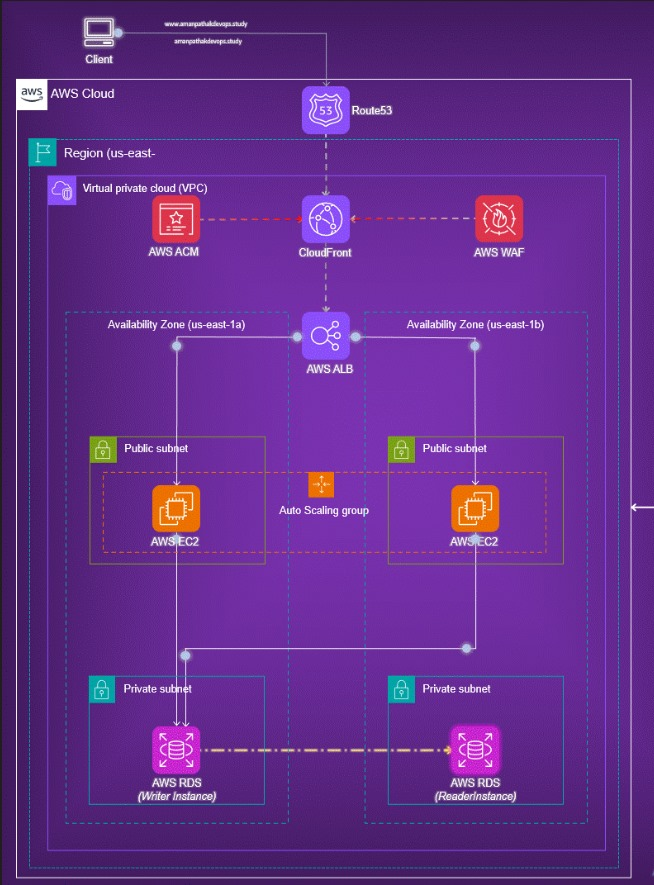 www.amanpathakdevops.study
amanpathakdevops.study
Client
aws
AWS Cloud
53
Route53
Region (us-east-
Virtual private cloud (VPC)
AWS ACM
CloudFront
AWS WAF
Availability Zone (us-east-1a)
Availability Zone (us-east-1b)
AWS ALB
Public subnet
Public subnet
Auto Scaling group
AWS EC2
AWS EC2
Private subnet
Private subnet
AWS RDS
(Writer Instance)
AWS RDS
(ReaderInstance)